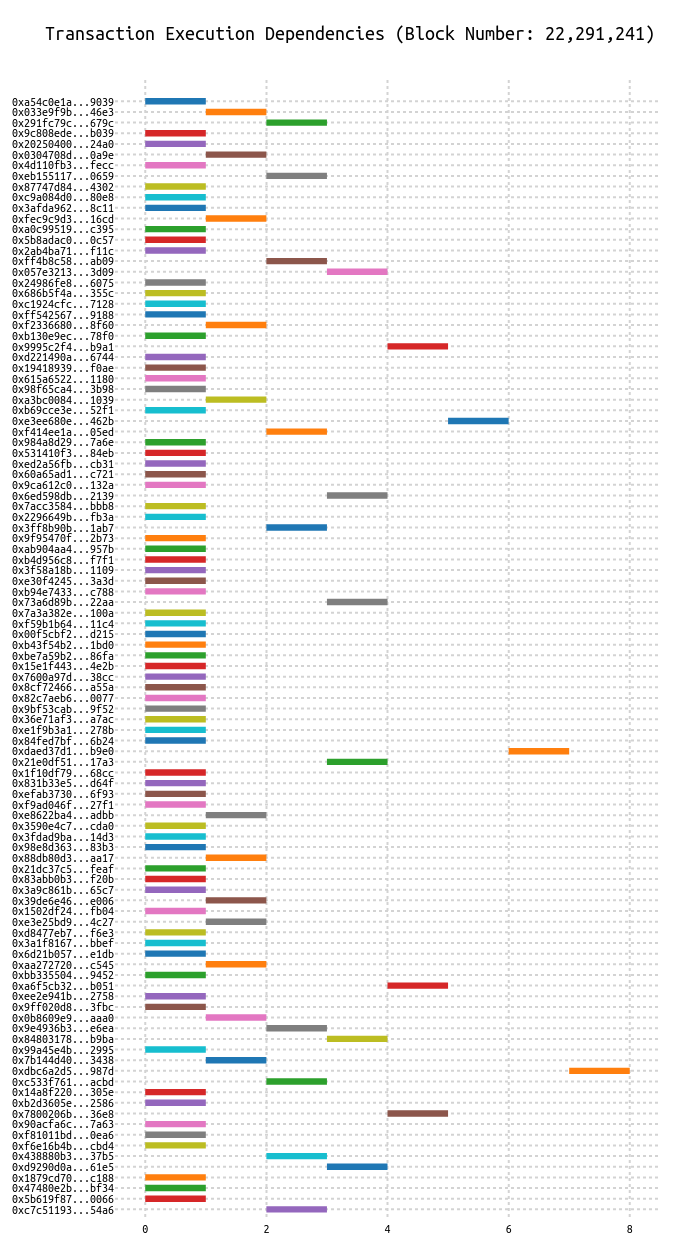 Transaction Execution Dependencies (Block Number: 22,291,241)
0xa54c0e1a...9039
0x033e9f9b...46e3
0x291fc79c...679c
0x9c808ede...b039
0x20250400...24a0
0x0304708d...0a9e
0x4d110fb3...fecc
0xeb155117...0659
0x87747d84...4302
0xc9a084d0...80e8
0x3afda962...8c11
0xfec9c9d3...16cd
0xa0c99519...c395
0x5b8adac0...0c57
0x2ab4ba71...f11c
0xff4b8c58...ab09
0x057e3213...3d09
0x24986fe8...6075
0x686b5f4a...355c
0xc1924cfc...7128
0xff542567...9188
0xf2336680...8f60
0xb130e9ec...78f0
0x9995c2f4...b9a1
0xd221490a...6744
0x19418939...f0ae
0x615a6522...1180
0x98f65ca4...3b98
0xa3bc0084...1039
0xb69cce3e...52f1
0xe3ee680e...462b
0xf414ee1a...05ed
0x984a8d29...7a6e
0x531410f3...84eb
0xed2a56fb...cb31
0x60a65ad1...c721
0x9ca612c0...132a
0x6ed598db...2139
0x7acc3584...bbb8
0x2296649b...fb3a
0x3ff8b90b...1ab7
0x9f95470f...2b73
0xab904aa4...957b
0xb4d956c8...f7f1
0x3f58a18b...1109
0xe30f4245...3a3d
0xb94e7433...c788
0x73a6d89b...22aa
0x7a3a382e...100a
0xf59b1b64...11c4
0x00f5cbf2...d215
0xb43f54b2...1bd0
0xbe7a59b2...86fa
0x15e1f443...4e2b
0x7600a97d...38cc
0x8cf72466...a55a
0x82c7aeb6...0077
0x9bf53cab...9f52
0x36e71af3...a7ac
0xe1f9b3a1...278b
0x84fed7bf...6b24
0xdaed37d1...b9e0
0x21e0df51...17a3
0x1f10df79...68cc
0x831b33e5...d64f
0xefab3730...6f93
0xf9ad046f...27f1
0xe8622ba4...adbb
0x3590e4c7...cda0
0x3fdad9ba...14d3
0x98e8d363...83b3
0x88db80d3...aa17
0x21dc37c5...feaf
0x83abb0b3...f20b
0x3a9c861b...65c7
0x39de6e46...e006
0x1502df24...fb04
0xe3e25bd9...4c27
0xd8477eb7...f6e3
0x3a1f8167...bbef
0x6d21b057...e1db
0xaa272720...c545
0xbb335504...9452
0xa6f5cb32...b051
0xee2e941b...2758
0x9ff020d8...3fbc
0x0b8609e9...aaa0
0x9e4936b3...e6ea
0x84803178...b9ba
0x99a45e4b...2995
0x7b144d40...3438
0xdbc6a2d5...987d
0xc533f761...acbd
0x14a8f220...305e
0xb2d3605e...2586
0x7800206b...36e8
0x90acfa6c...7a63
0xf81011bd...0ea6
0xf6e16b4b...cbd4
0x438880b3...37b5
0xd9290d0a...61e5
0x1879cd70...c188
0x47480e2b...bf34
0x5b619f87...0066
0xc7c51193...54a6
0 2 4 6 8